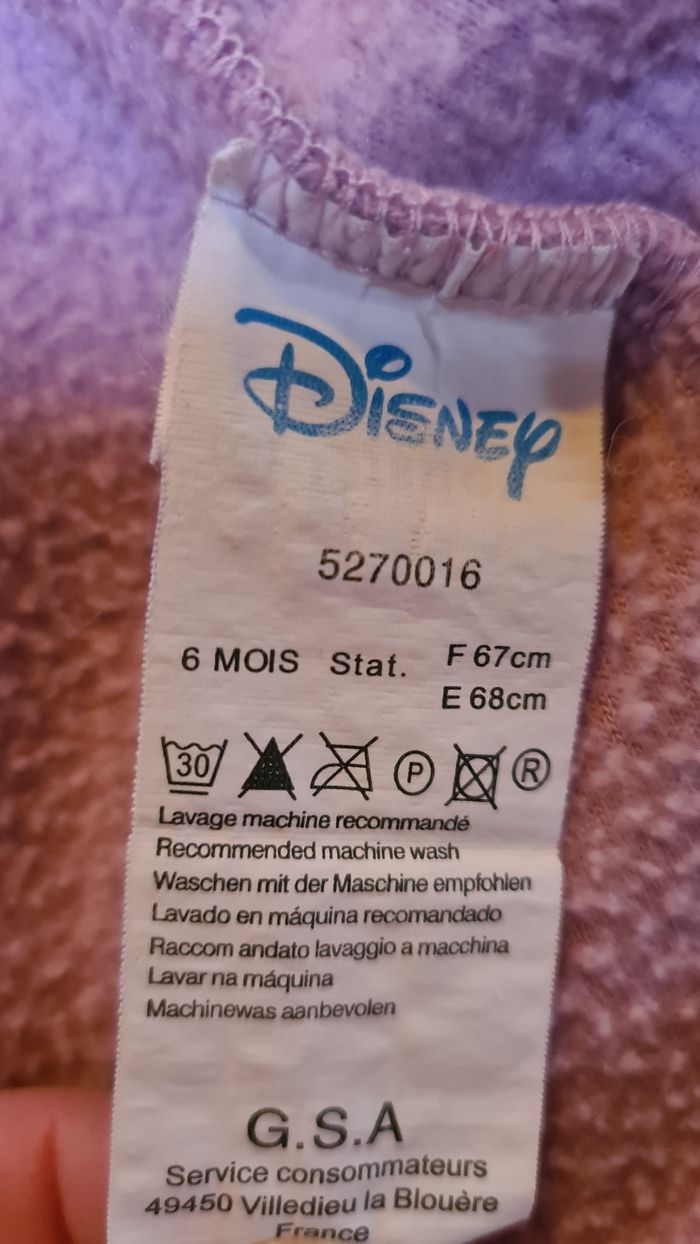 Disney
5270016
6 MOIS Stat. F 67cm
E 68cm
30 P R
Lavage machine recommandé
Recommended machine wash
Waschen mit der Maschine empfohlen
Lavado en máquina recomandado
Raccom andato lavaggio a macchina
Lavar na máquina
Machinewas aanbevolen
G.S.A
Service consommateurs
49450 Villedieu la Blouère
France